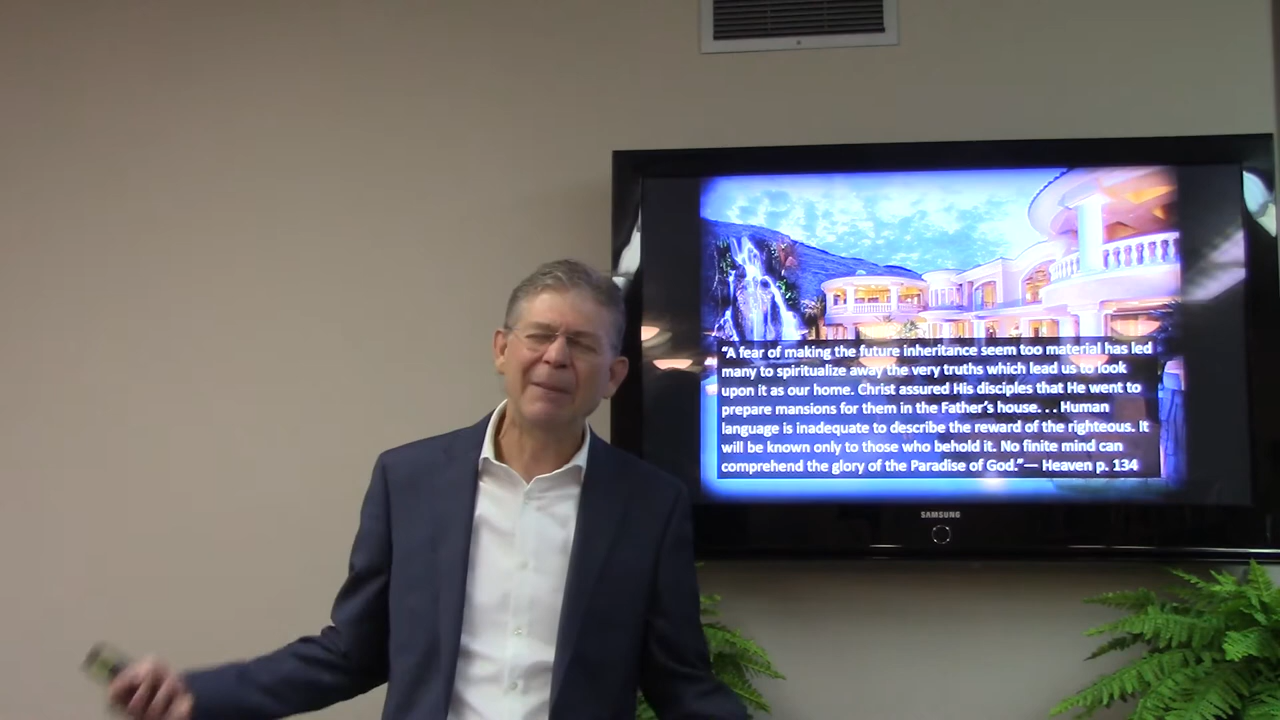 “A fear of making the future inheritance seem too material has led
many to spiritualize away the very truths which lead us to look
upon it as our home. Christ assured His disciples that He went to
prepare mansions for them in the Father’s house. . . Human
language is inadequate to describe the reward of the righteous. It
will be known only to those who behold it. No finite mind can
comprehend the glory of the Paradise of God.”— Heaven p. 134
SAMSUNG